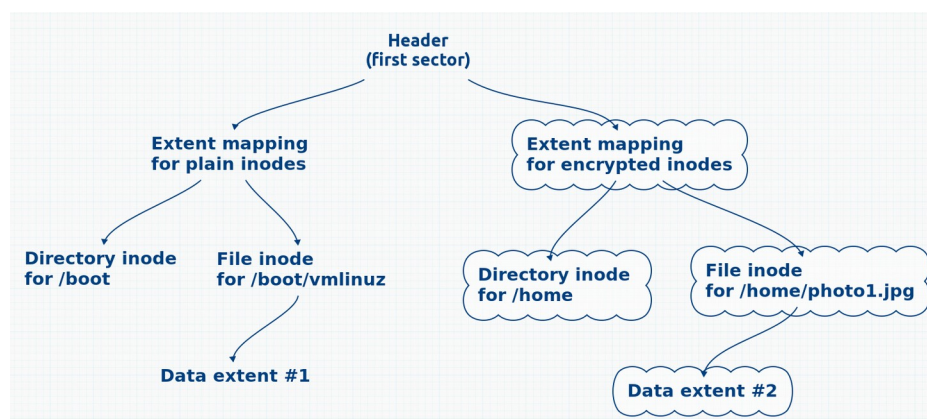 Header
(first sector)
Extent mapping
for plain inodes
Extent mapping
for encrypted inodes
Directory inode
for /boot
File inode
for /boot/vmlinuz
Directory inode
for /home
File inode
for /home/photo1.jpg
Data extent #1
Data extent #2